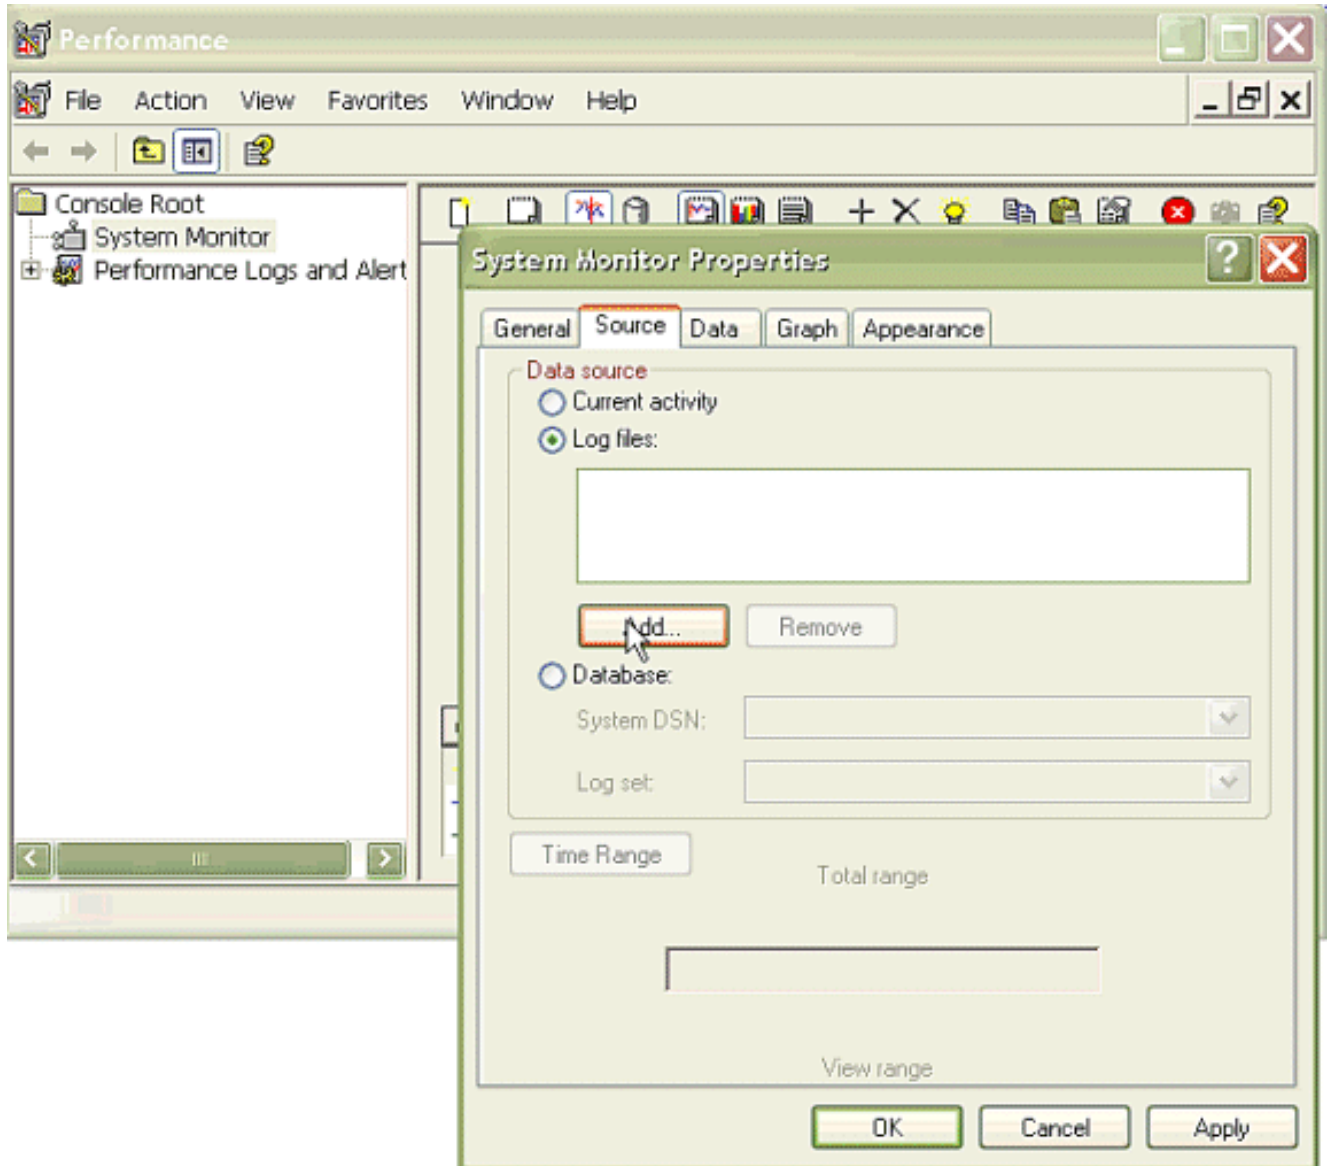 Performance
File Action View Favorites Window Help
Console Root
System Monitor
Performance Logs and Alert
System Monitor Properties
General Source Data Graph Appearance
Data source
Current activity
Log files:
Add... Remove
Database:
System DSN:
Log set:
Time Range
Total range
View range
OK Cancel Apply